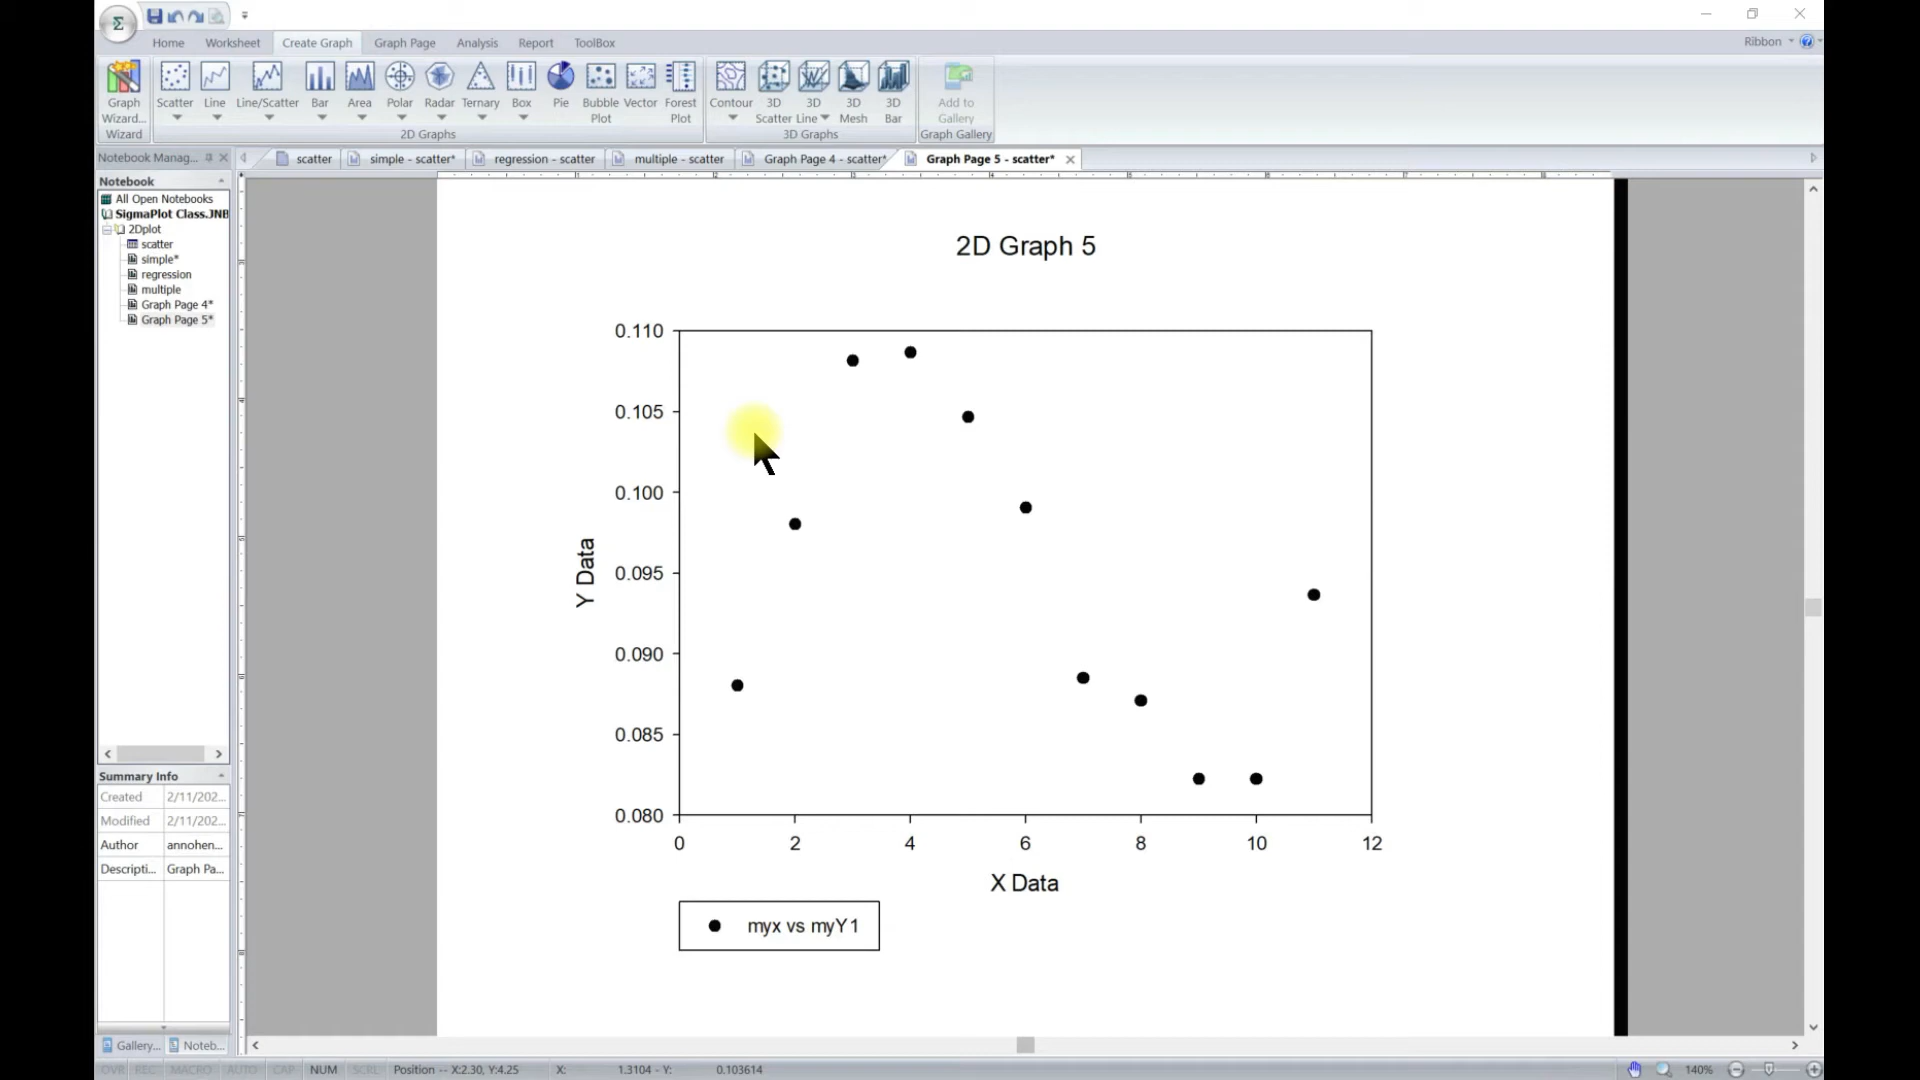 Home Worksheet Create Graph Graph Page Analysis Report ToolBox Ribbon
Graph Wizard... Scatter Line Line/Scatter Bar Area Polar Radar Ternary Box Pie Bubble Plot Vector Forest Plot Contour 3D Scatter 3D Line 3D Mesh 3D Bar Add to Gallery
Wizard 2D Graphs 3D Graphs Graph Gallery
Notebook Manag... scatter simple - scatter* regression - scatter multiple - scatter Graph Page 4 - scatter* Graph Page 5 - scatter*
Notebook
All Open Notebooks
SigmaPlot Class.JNB
2Dplot
scatter
simple*
regression
multiple
Graph Page 4*
Graph Page 5*
Summary Info
Created 2/11/202...
Modified 2/11/202...
Author annohen...
Descripti... Graph Pa...
Gallery... Noteb...
2D Graph 5
0.110
0.105
0.100
0.095
0.090
0.085
0.080
Y Data
0 2 4 6 8 10 12
X Data
myx vs myY1
OVR REC MACRO AUTO CAP NUM SCRL Position -- X:2.30, Y:4.25 X: 1.3104 - Y: 0.103614 140%